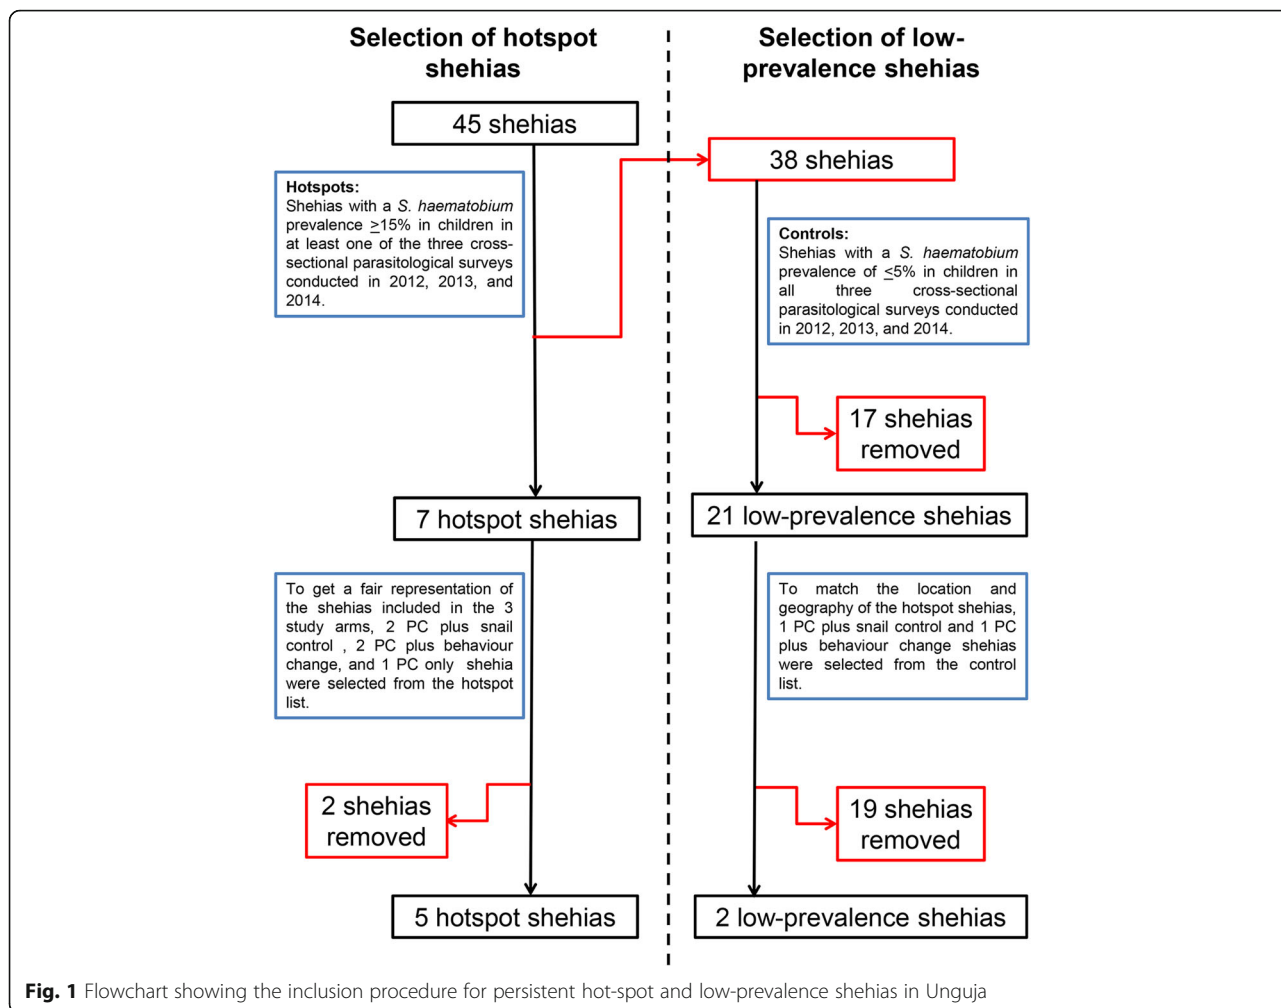 Selection of hotspot
shehias
45 shehias
Hotspots:
Shehias with a S. haematobium
prevalence ≥15% in children in
at least one of the three cross-
sectional parasitological surveys
conducted in 2012, 2013, and
2014.
7 hotspot shehias
To get a fair representation of
the shehias included in the 3
study arms, 2 PC plus snail
control , 2 PC plus behaviour
change, and 1 PC only shehia
were selected from the hotspot
list.
2 shehias
removed
5 hotspot shehias
Selection of low-
prevalence shehias
38 shehias
Controls:
Shehias with a S. haematobium
prevalence of ≤5% in children in
all three cross-sectional
parasitological surveys conducted
in 2012, 2013, and 2014.
17 shehias
removed
21 low-prevalence shehias
To match the location and
geography of the hotspot shehias,
1 PC plus snail control and 1 PC
plus behaviour change shehias
were selected from the control
list.
19 shehias
removed
2 low-prevalence shehias
Fig. 1 Flowchart showing the inclusion procedure for persistent hot-spot and low-prevalence shehias in Unguja